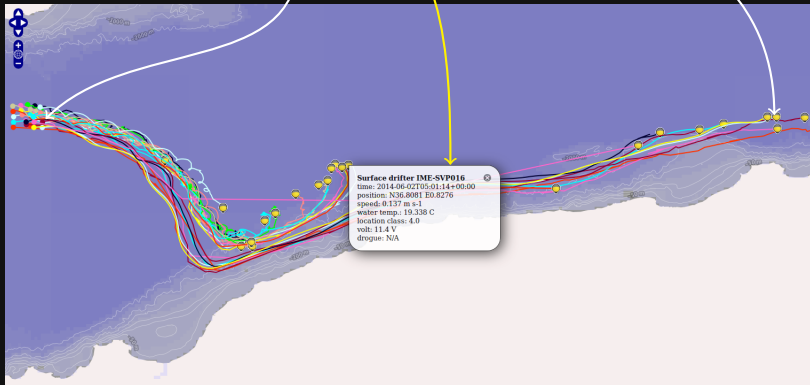 Surface drifter IME-SVP016
time: 2014-06-02T05:01:14+00:00
position: N36.8081 E0.8276
speed: 0.137 m s-1
water temp.: 19.338 C
location class: 4.0
volt: 11.4 V
drogue: N/A